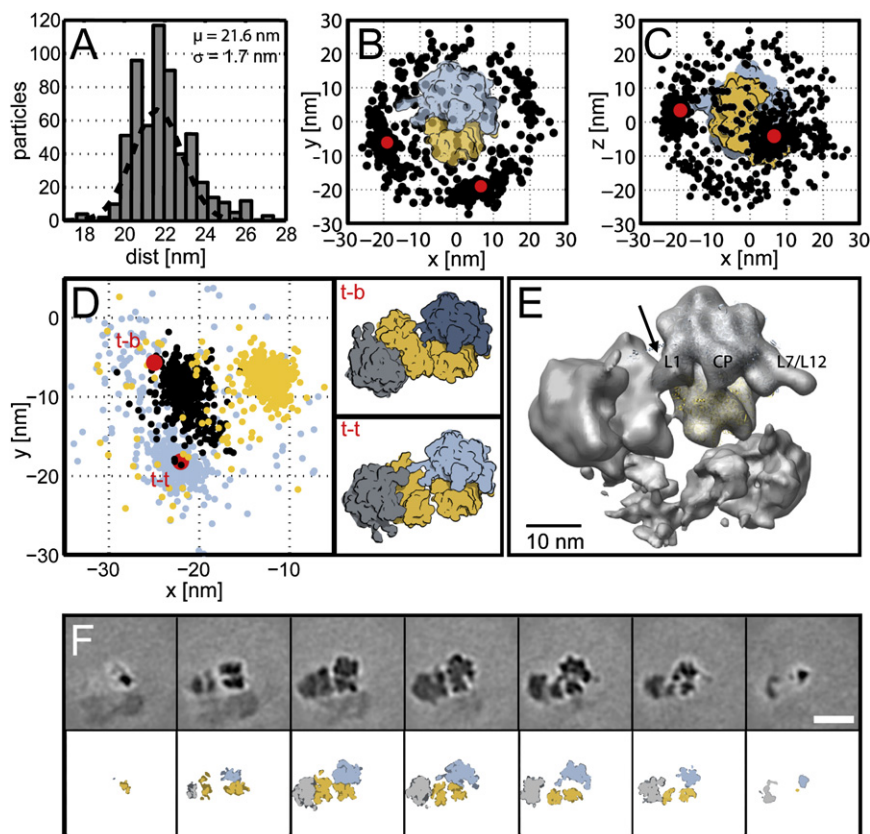 A
μ = 21.6 nm
σ = 1.7 nm
particles
120
100
80
60
40
20
0
18 20 22 24 26 28
dist [nm]
B
y [nm]
30
20
10
0
−10
−20
−30
−30 −20 −10 0 10 20 30
x [nm]
C
z [nm]
30
20
10
0
−10
−20
−30
−30 −20 −10 0 10 20 30
x [nm]
D
y [nm]
0
−10
−20
−30
−30 −20 −10
x [nm]
t-b
t-t
t-b
t-t
E
L1 CP L7/L12
10 nm
F